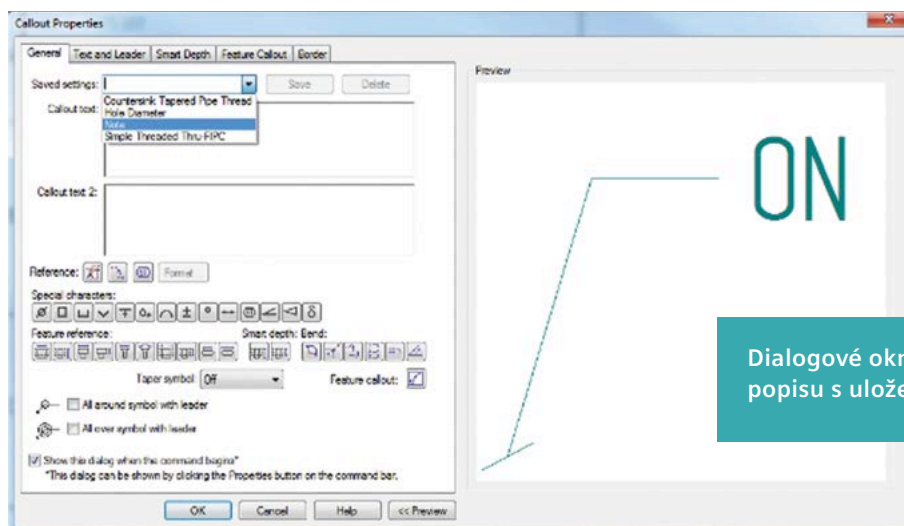 Callout Properties
General Text and Leader Smart Depth Feature Callout Border
Saved settings: Save Delete
Countersink Tapered Pipe Thread
Callout text: Hole Diameter
Note
Simple Threaded Thru-FIPC
Callout text 2:
Reference: Format
Special characters:
Feature reference: Smart depth: Bend:
Taper symbol: Off Feature callout:
All around symbol with leader
All over symbol with leader
Show this dialog when the command begins*
*This dialog can be shown by clicking the Properties button on the command bar.
OK Cancel Help << Preview
Preview
ON
Dialogové okn
popisu s ulože